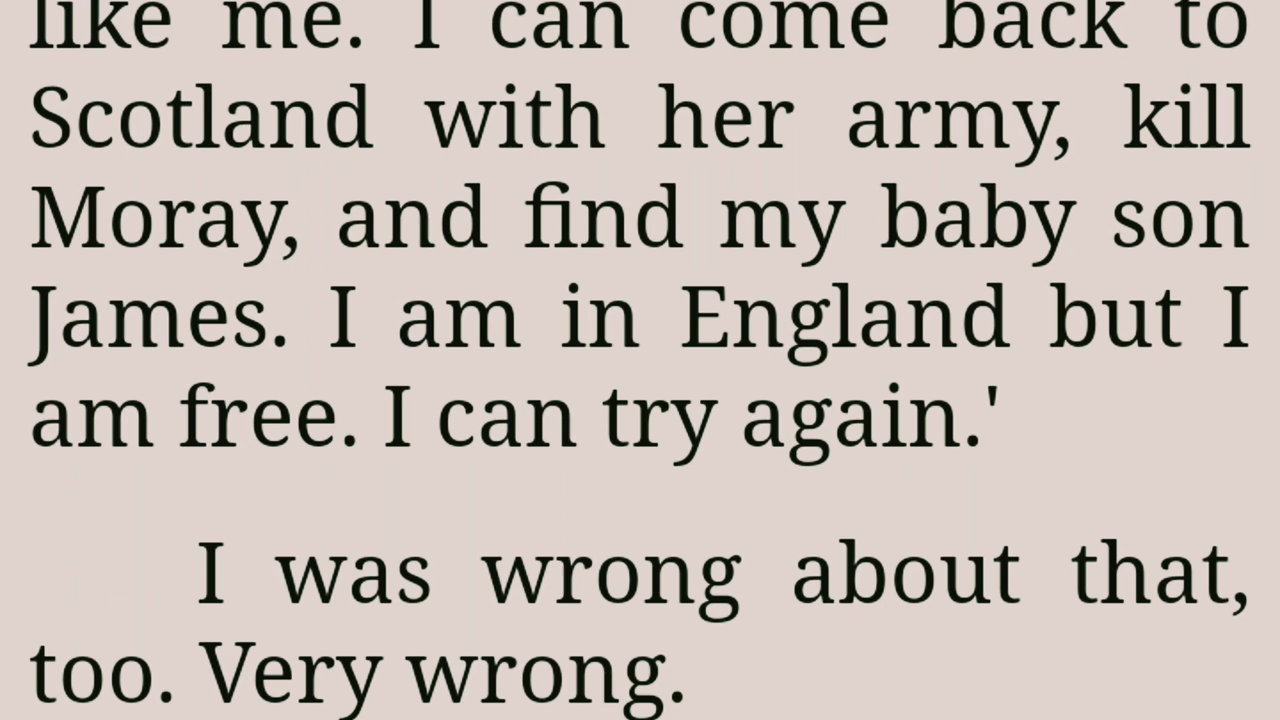 like me. I can come back to
Scotland with her army, kill
Moray, and find my baby son
James. I am in England but I
am free. I can try again.'
I was wrong about that,
too. Very wrong.